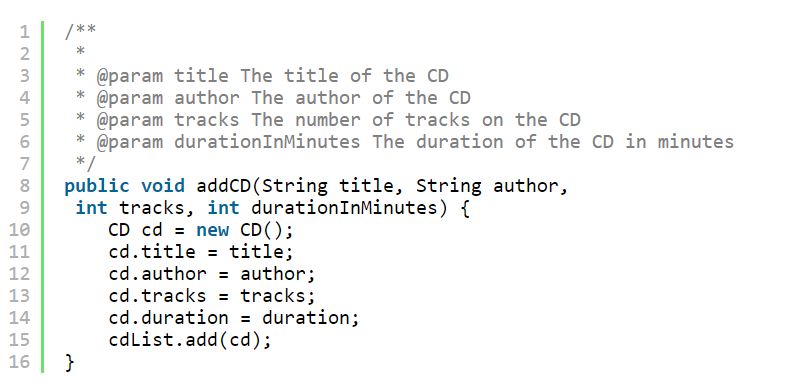 1 /**
2 *
3 * @param title The title of the CD
4 * @param author The author of the CD
5 * @param tracks The number of tracks on the CD
6 * @param durationInMinutes The duration of the CD in minutes
7 */
8 public void addCD(String title, String author,
9 int tracks, int durationInMinutes) {
10 CD cd = new CD();
11 cd.title = title;
12 cd.author = author;
13 cd.tracks = tracks;
14 cd.duration = duration;
15 cdList.add(cd);
16 }